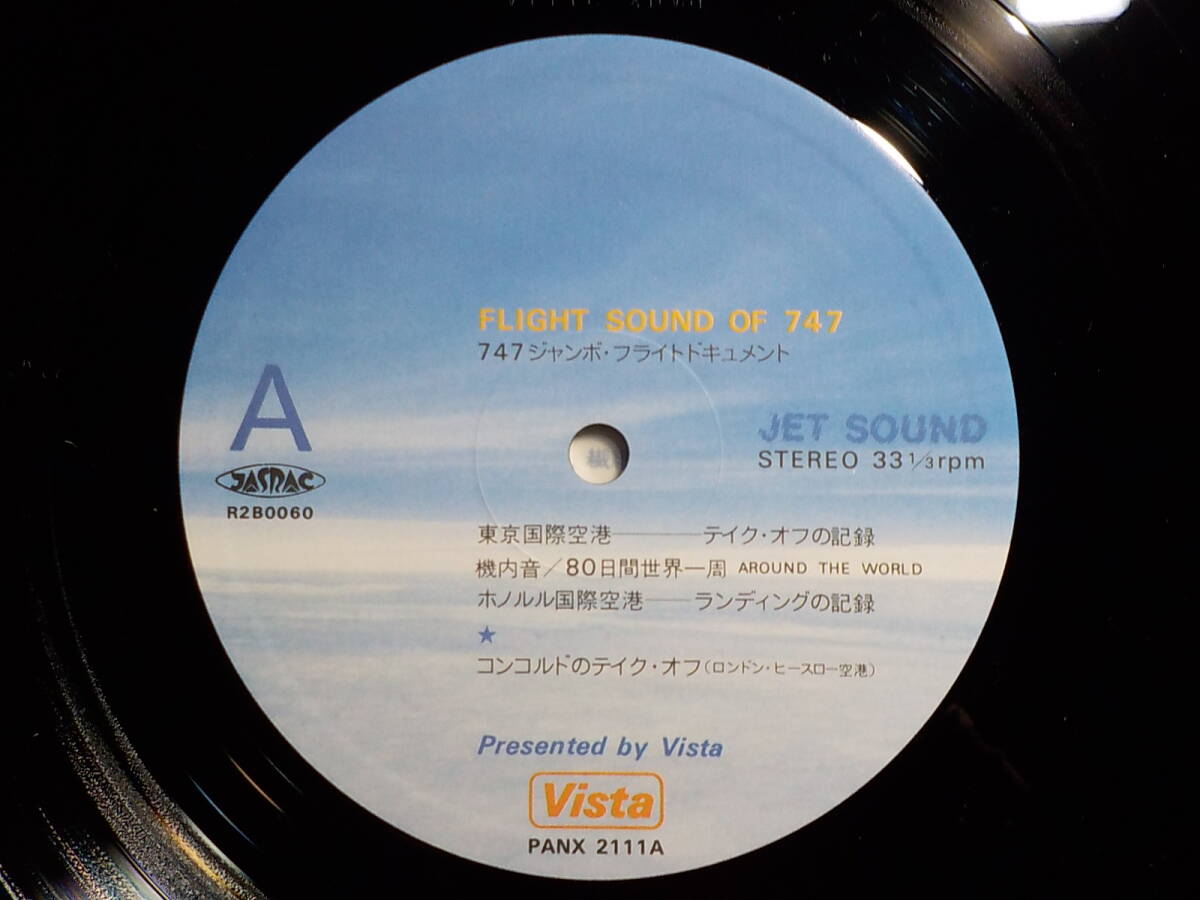 FLIGHT SOUND OF 747
747ジャンボ・フライトドキュメント
A
JASRAC
R2B0060
JET SOUND
STEREO 33 1/3 rpm
東京国際空港───テイク・オフの記録
機内音/80日間世界一周 AROUND THE WORLD
ホノルル国際空港──ランディングの記録
★
コンコルドのテイク・オフ(ロンドン・ヒースロー空港)
Presented by Vista
Vista
PANX 2111A